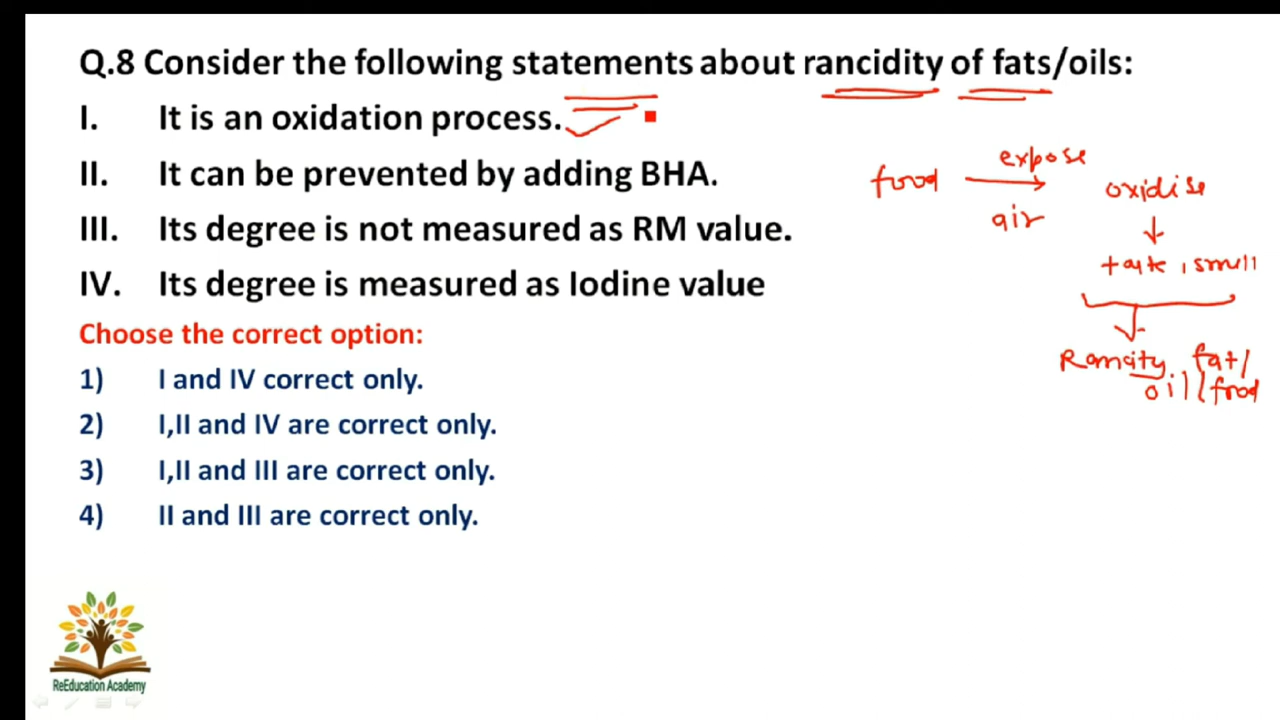 Q.8 Consider the following statements about rancidity of fats/oils:
I. It is an oxidation process.
II. It can be prevented by adding BHA.
III. Its degree is not measured as RM value.
IV. Its degree is measured as Iodine value
Choose the correct option:
1) I and IV correct only.
2) I,II and IV are correct only.
3) I,II and III are correct only.
4) II and III are correct only.
food expose
air
oxidise
taste, smell
Rancity fat/
oil/food
ReEducation Academy